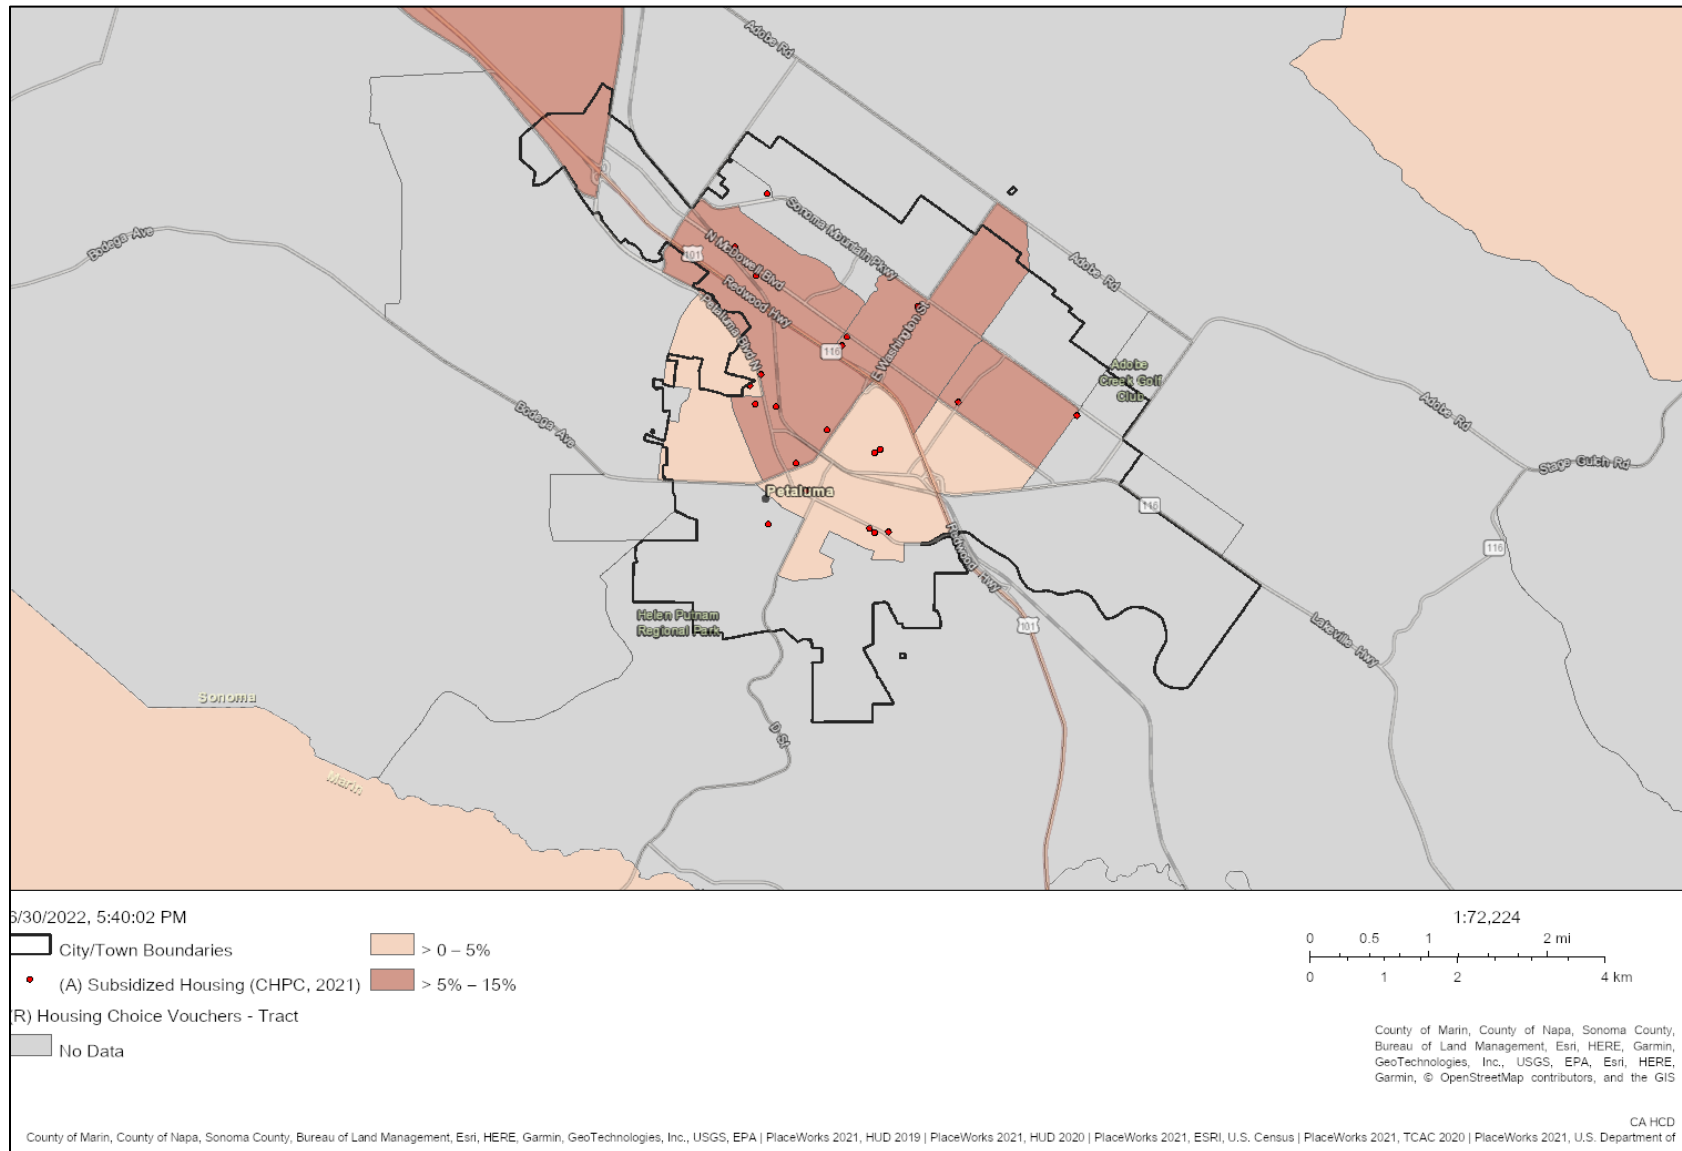 Adobe Rd
Bodega Ave
Sonoma Mountain Pkwy
N McDowell Blvd
101
Redwood Hwy
Petaluma Blvd N
Adobe Rd
E Washington St
116
Adobe
Creek Golf
Club
Bodega Ave
Adobe Rd
Stage Gulch Rd
Petaluma
116
116
Redwood Hwy
Helen Putnam
Regional Park
101
Lakeville Hwy
Sonoma
D St
Marin
6/30/2022, 5:40:02 PM
City/Town Boundaries
(A) Subsidized Housing (CHPC, 2021)
(R) Housing Choice Vouchers - Tract
No Data
> 0 – 5%
> 5% – 15%
1:72,224
0 0.5 1 2 mi
0 1 2 4 km
County of Marin, County of Napa, Sonoma County,
Bureau of Land Management, Esri, HERE, Garmin,
GeoTechnologies, Inc., USGS, EPA, Esri, HERE,
Garmin, © OpenStreetMap contributors, and the GIS
CA HCD
County of Marin, County of Napa, Sonoma County, Bureau of Land Management, Esri, HERE, Garmin, GeoTechnologies, Inc., USGS, EPA | PlaceWorks 2021, HUD 2019 | PlaceWorks 2021, HUD 2020 | PlaceWorks 2021, ESRI, U.S. Census | PlaceWorks 2021, TCAC 2020 | PlaceWorks 2021, U.S. Department of